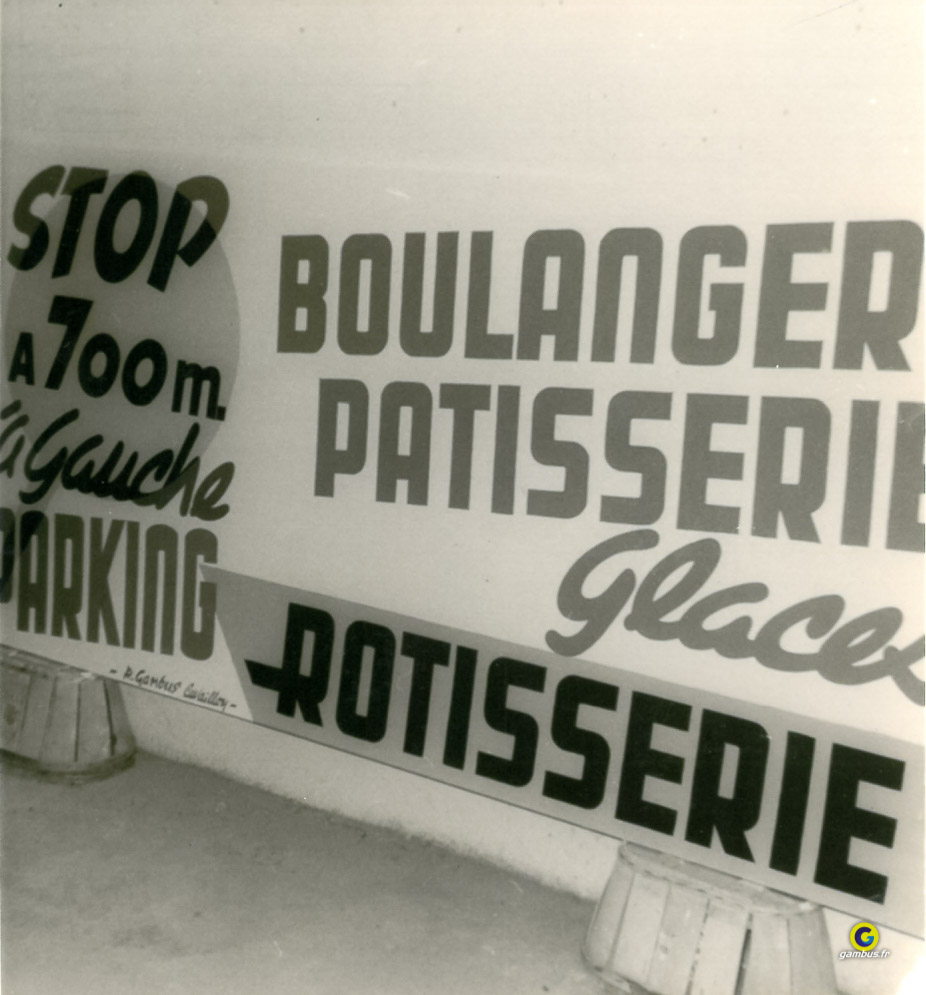 STOP
A 700 m.
à Gauche
PARKING
- R. Gambus Cavaillon -
BOULANGER
PATISSERIE
Glaces
ROTISSERIE
G
gambus.fr